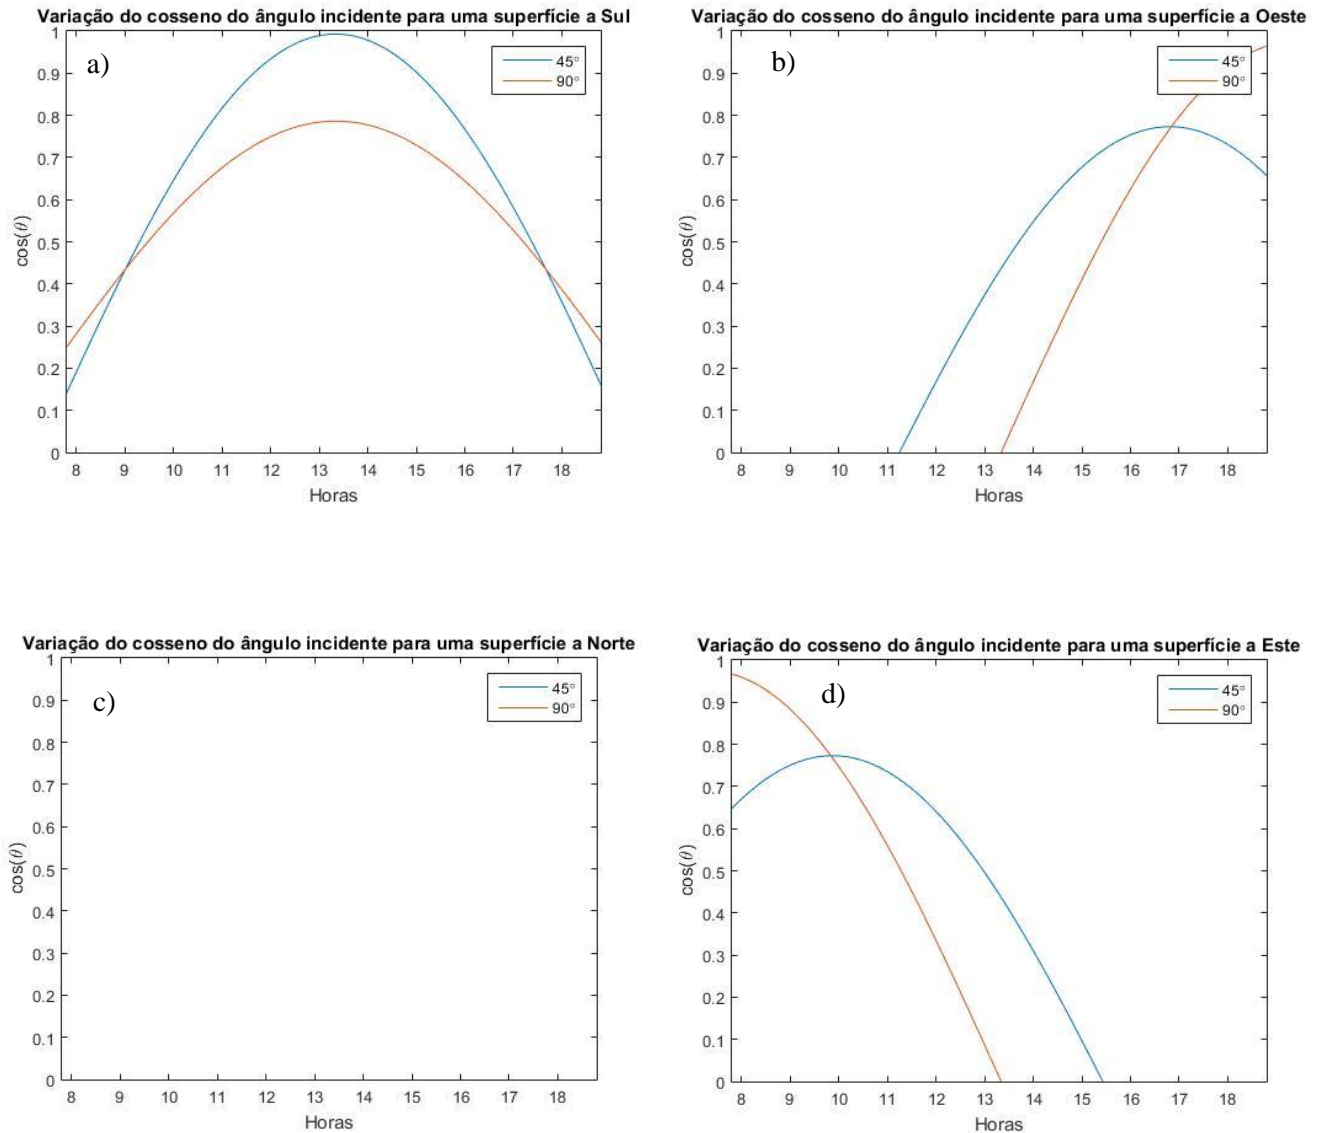 Variação do cosseno do ângulo incidente para uma superfície a Sul
a)
45°
90°
1
0.9
0.8
0.7
0.6
0.5
0.4
0.3
0.2
0.1
0
cos(θ)
8 9 10 11 12 13 14 15 16 17 18
Horas
Variação do cosseno do ângulo incidente para uma superfície a Oeste
b)
45°
90°
1
0.9
0.8
0.7
0.6
0.5
0.4
0.3
0.2
0.1
0
cos(θ)
8 9 10 11 12 13 14 15 16 17 18
Horas
Variação do cosseno do ângulo incidente para uma superfície a Norte
c)
45°
90°
1
0.9
0.8
0.7
0.6
0.5
0.4
0.3
0.2
0.1
0
cos(θ)
8 9 10 11 12 13 14 15 16 17 18
Horas
Variação do cosseno do ângulo incidente para uma superfície a Este
d)
45°
90°
1
0.9
0.8
0.7
0.6
0.5
0.4
0.3
0.2
0.1
0
cos(θ)
8 9 10 11 12 13 14 15 16 17 18
Horas